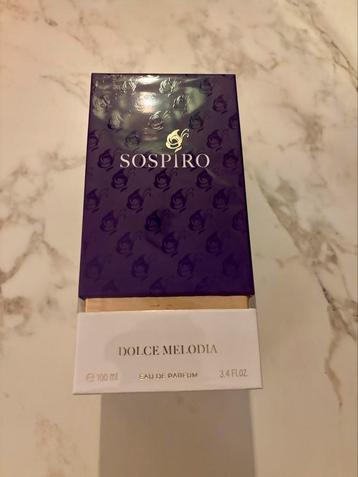 SOSPIRO
DOLCE MELODIA
℮ 100 ml EAU DE PARFUM 3.4 FL.OZ.